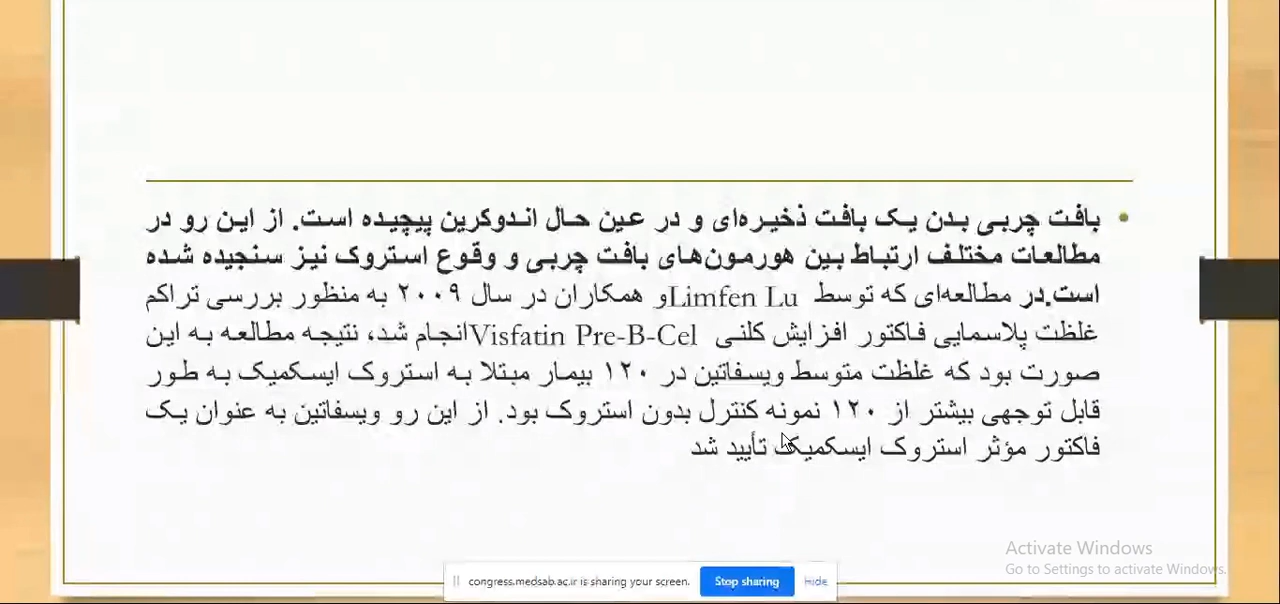 بافت چربی بدن یک بافت ذخیره‌ای و در عین حال اندوکرین پیچیده است. از این رو در
مطالعات مختلف ارتباط بین هورمون‌های بافت چربی و وقوع استروک نیز سنجیده شده
است.در مطالعه‌ای که توسط Limfen Luو همکاران در سال ۲۰۰۹ به منظور بررسی تراکم
غلظت پلاسمایی فاکتور افزایش کلنی Visfatin Pre-B-Celانجام شد، نتیجه مطالعه به این
صورت بود که غلظت متوسط ویسفاتین در ۱۲۰ بیمار مبتلا به استروک ایسکمیک به طور
قابل توجهی بیشتر از ۱۲۰ نمونه کنترل بدون استروک بود. از این رو ویسفاتین به عنوان یک
فاکتور مؤثر استروک ایسکمیک تأیید شد
Activate Windows
Go to Settings to activate Windows.
congress.medsab.ac.ir is sharing your screen. Stop sharing hide